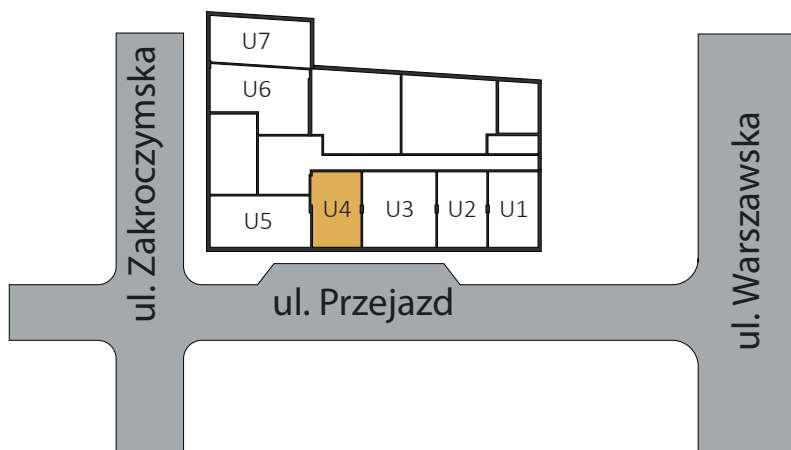 U7
U6
U5
U4
U3
U2
U1
ul. Zakroczymska
ul. Przejazd
ul. Warszawska